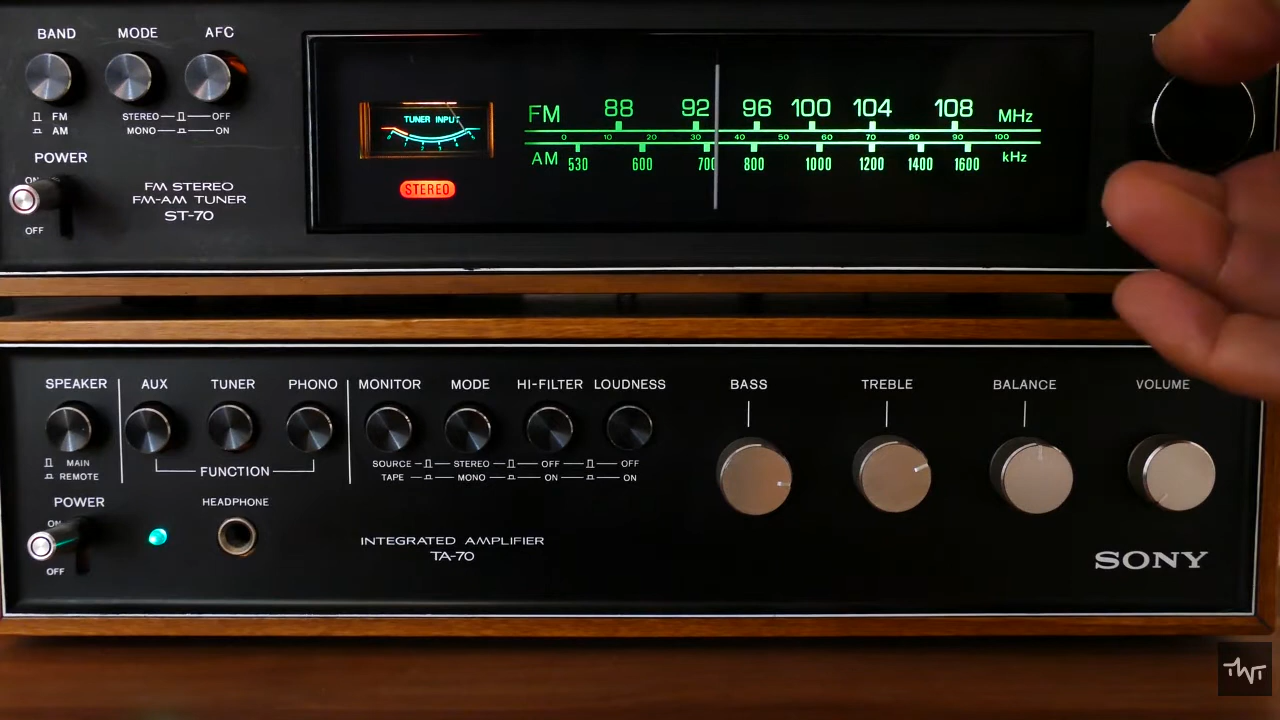 BAND MODE AFC
FM STEREO OFF
AM MONO ON
POWER
ON
OFF
FM STEREO
FM-AM TUNER
ST-70
TUNER INPUT
STEREO
FM 88 92 96 100 104 108 MHz
0 10 20 30 40 50 60 70 80 90 100
AM 530 600 700 800 1000 1200 1400 1600 kHz
SPEAKER AUX TUNER PHONO MONITOR MODE HI-FILTER LOUDNESS BASS TREBLE BALANCE VOLUME
MAIN
REMOTE
FUNCTION
SOURCE STEREO OFF OFF
TAPE MONO ON ON
POWER
ON
OFF
HEADPHONE
INTEGRATED AMPLIFIER
TA-70
SONY
TWT